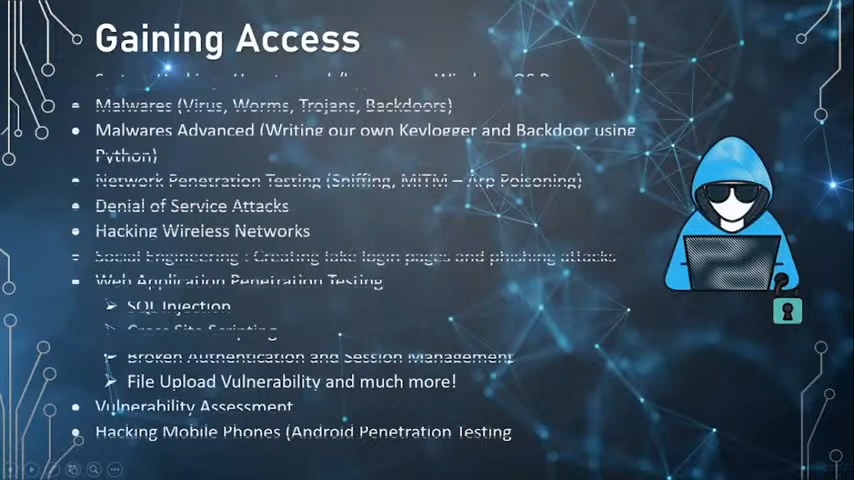 Gaining Access
Malwares (Virus, Worms, Trojans, Backdoors)
Malwares Advanced (Writing our own Keylogger and Backdoor using
Python)
Network Penetration Testing (Sniffing, MITM – Arp Poisoning)
Denial of Service Attacks
Hacking Wireless Networks
Social Engineering : Creating fake login pages and phishing attacks
Web Application Penetration Testing
SQL Injection
Cross Site Scripting
Broken Authentication and Session Management
File Upload Vulnerability and much more!
Vulnerability Assessment
Hacking Mobile Phones (Android Penetration Testing